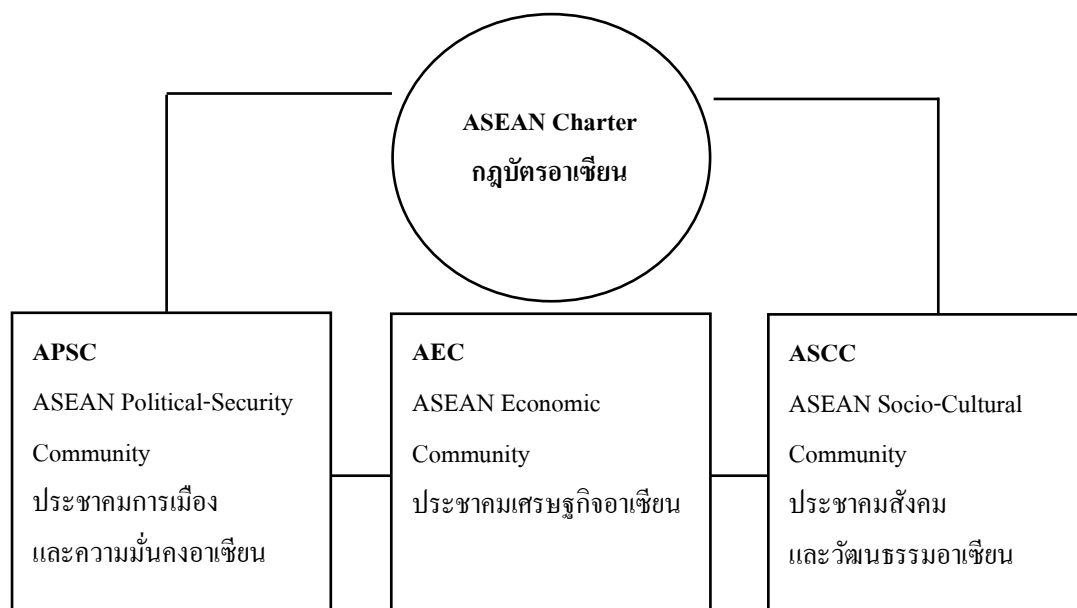 ASEAN Charter
กฎบัตรอาเซียน
APSC
ASEAN Political-Security
Community
ประชาคมการเมือง
และความมั่นคงอาเซียน
AEC
ASEAN Economic
Community
ประชาคมเศรษฐกิจอาเซียน
ASCC
ASEAN Socio-Cultural
Community
ประชาคมสังคม
และวัฒนธรรมอาเซียน